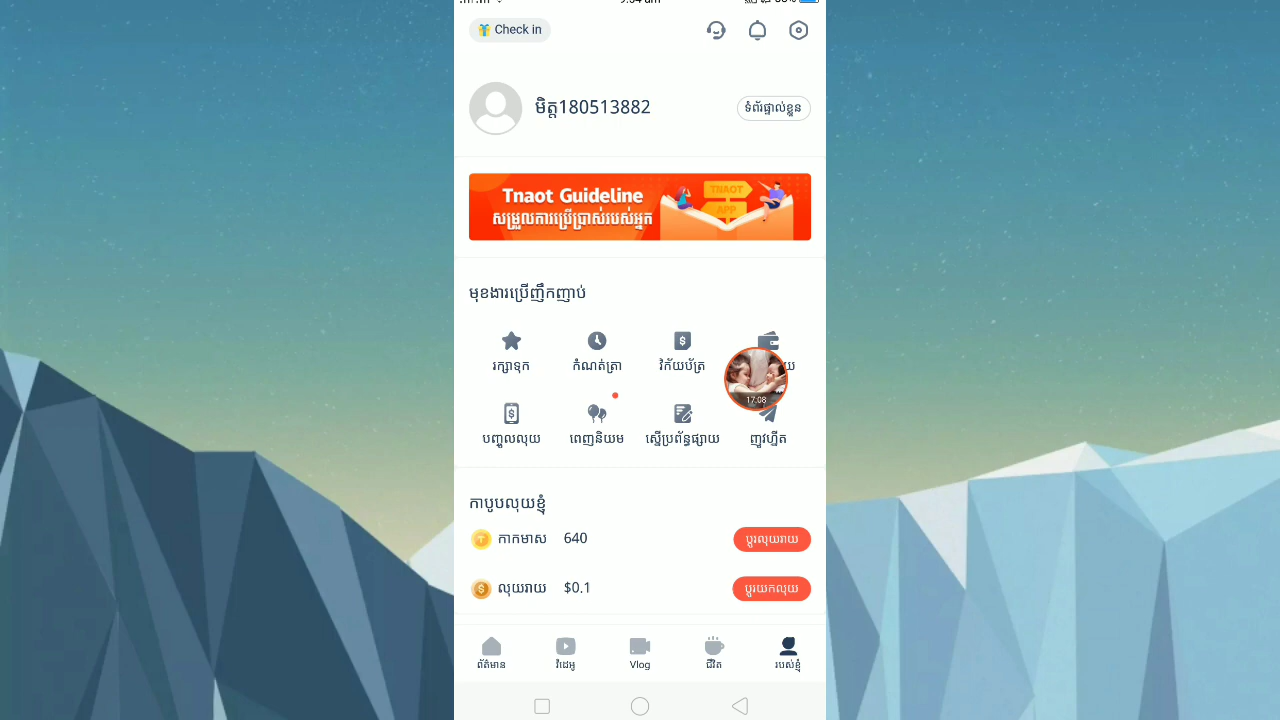 Check in
មិត្ត180513882
ទំព័រផ្ទាល់ខ្លួន
Tnaot Guideline
សម្រួលការប្រើប្រាស់របស់អ្នក
TNAOT
APP
មុខងារប្រើញឹកញាប់
រក្សាទុក
កំណត់ត្រា
វិក័យប័ត្រ
17:08
បញ្ចូលលុយ
ពេញនិយម
ស្នើប្រព័ន្ធផ្សាយ
ញូវហ្វីត
កាបូបលុយខ្ញុំ
កាកមាស 640
ប្តូរលុយរាយ
លុយរាយ $0.1
ប្តូរយកលុយ
ព័ត៌មាន
វីដេអូ
Vlog
ជីវិត
របស់ខ្ញុំ